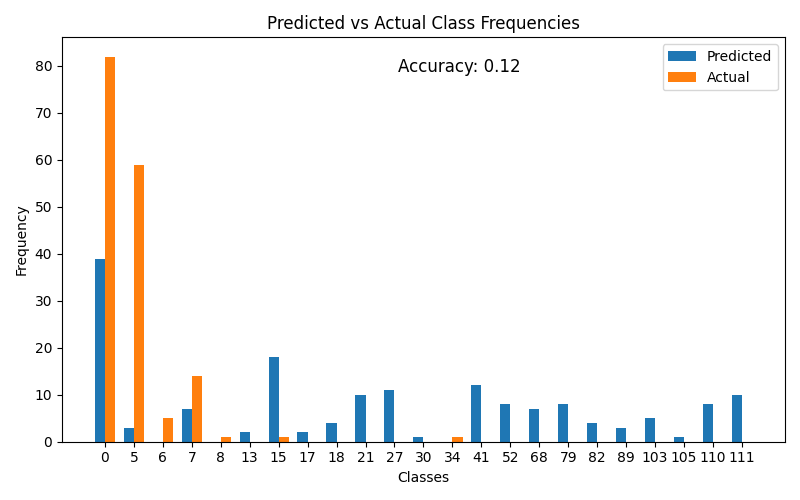 Predicted vs Actual Class Frequencies
Accuracy: 0.12
Predicted
Actual
Frequency
80
70
60
50
40
30
20
10
0
0 5 6 7 8 13 15 17 18 21 27 30 34 41 52 68 79 82 89 103 105 110 111
Classes